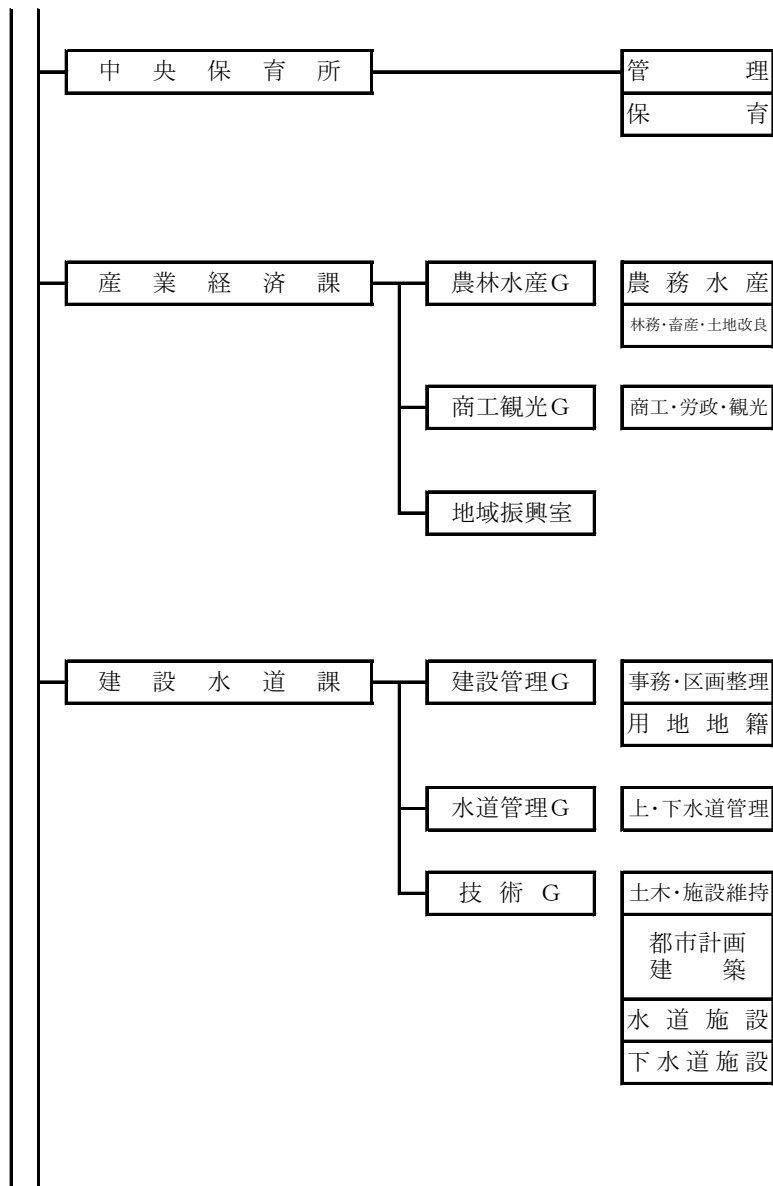 中央保育所
管理
保育
産業経済課
農林水産G
農務水産
林務・畜産・土地改良
商工観光G
商工・労政・観光
地域振興室
建設水道課
建設管理G
事務・区画整理
用地地籍
水道管理G
上・下水道管理
技術G
土木・施設維持
都市計画
建築
水道施設
下水道施設